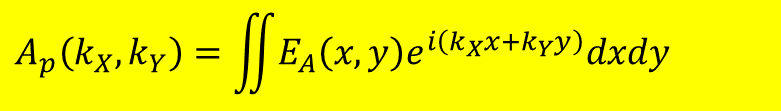 A_p(k_X, k_Y) = ∬ E_A(x, y)e^{i(k_X x+k_Y y)} dxdy